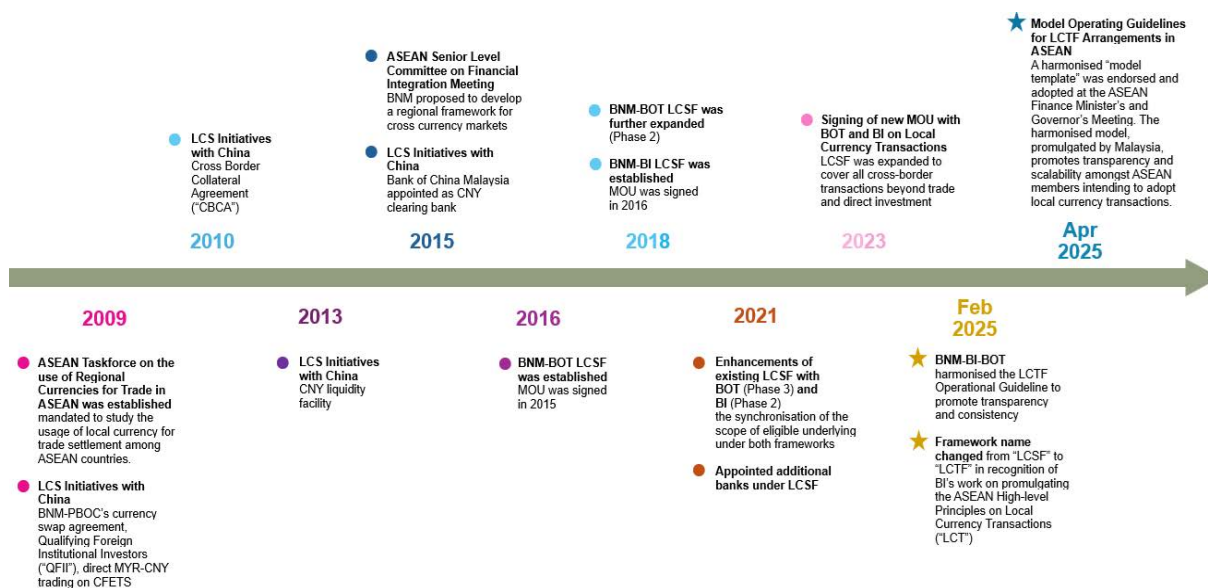 LCS Initiatives
with China
Cross Border
Collateral
Agreement
(“CBCA”)
2010
ASEAN Senior Level
Committee on Financial
Integration Meeting
BNM proposed to develop
a regional framework for
cross currency markets
LCS Initiatives with
China
Bank of China Malaysia
appointed as CNY
clearing bank
2015
BNM-BOT LCSF was
further expanded
(Phase 2)
BNM-BI LCSF was
established
MOU was signed
in 2016
2018
Signing of new MOU with
BOT and BI on Local
Currency Transactions
LCSF was expanded to
cover all cross-border
transactions beyond trade
and direct investment
2023
Model Operating Guidelines
for LCTF Arrangements in
ASEAN
A harmonised “model
template” was endorsed and
adopted at the ASEAN
Finance Minister’s and
Governor’s Meeting. The
harmonised model,
promulgated by Malaysia,
promotes transparency and
scalability amongst ASEAN
members intending to adopt
local currency transactions.
Apr
2025
2009
ASEAN Taskforce on the
use of Regional
Currencies for Trade in
ASEAN was established
mandated to study the
usage of local currency for
trade settlement among
ASEAN countries.
LCS Initiatives with
China
BNM-PBOC’s currency
swap agreement,
Qualifying Foreign
Institutional Investors
(“QFII”), direct MYR-CNY
trading on CFETS
2013
LCS Initiatives
with China
CNY liquidity
facility
2016
BNM-BOT LCSF
was established
MOU was signed
in 2015
2021
Enhancements of
existing LCSF with
BOT (Phase 3) and
BI (Phase 2)
the synchronisation of the
scope of eligible underlying
under both frameworks
Appointed additional
banks under LCSF
Feb
2025
BNM-BI-BOT
harmonised the LCTF
Operational Guideline to
promote transparency
and consistency
Framework name
changed from “LCSF” to
“LCTF” in recognition of
BI’s work on promulgating
the ASEAN High-level
Principles on Local
Currency Transactions
(“LCT”)